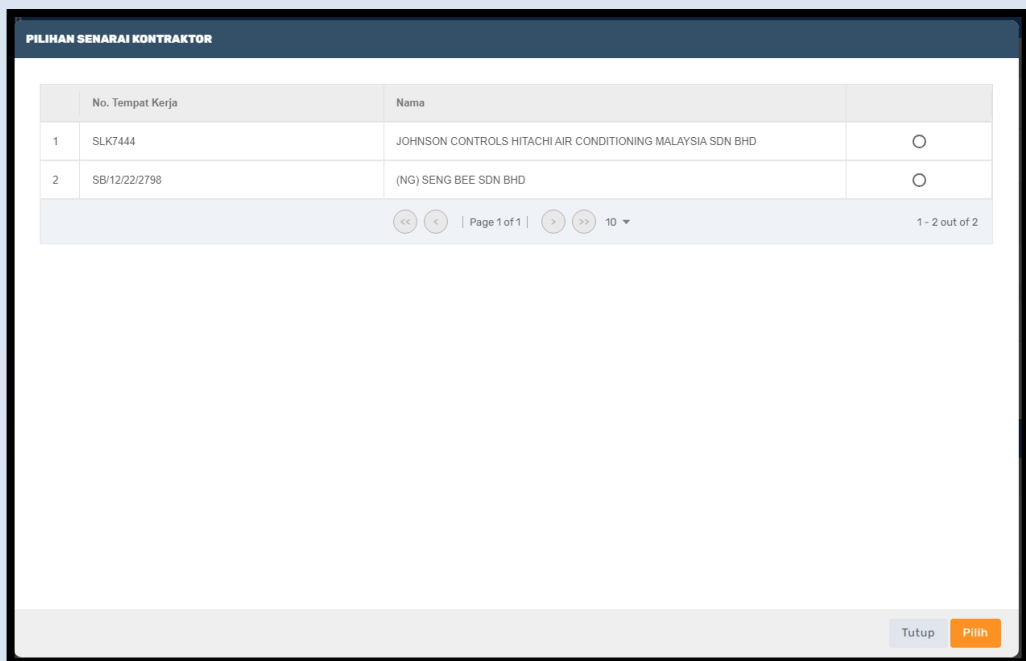 PILIHAN SENARAI KONTRAKTOR
No. Tempat Kerja Nama
1 SLK7444 JOHNSON CONTROLS HITACHI AIR CONDITIONING MALAYSIA SDN BHD
2 SB/12/22/2798 (NG) SENG BEE SDN BHD
<< < | Page 1 of 1 | > >> 10 1 - 2 out of 2
Tutup Pilih